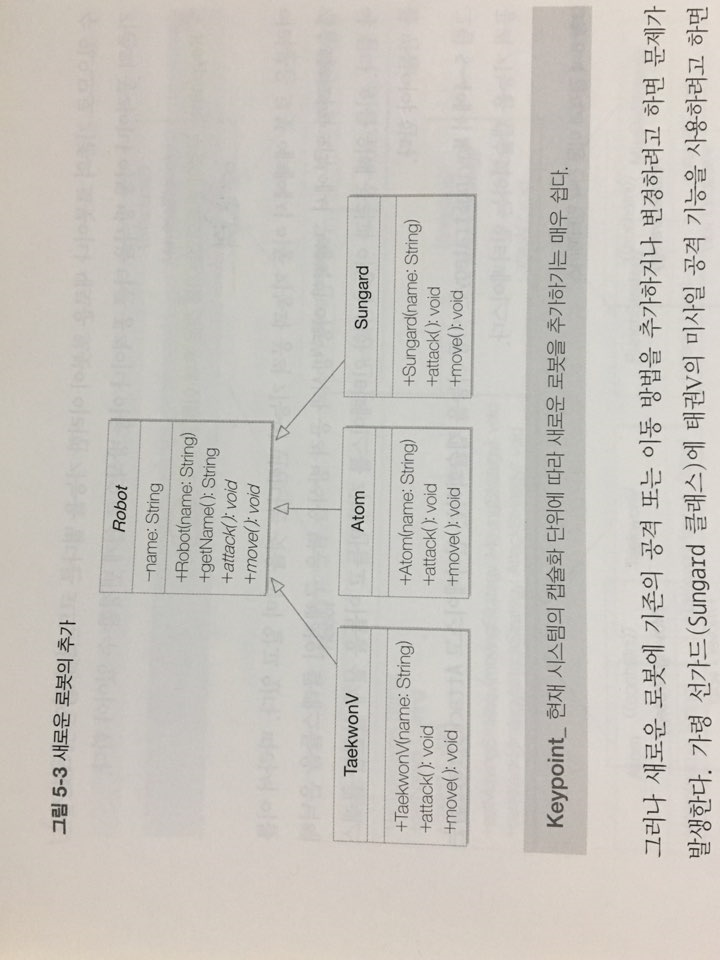 그림 5-3 새로운 로봇의 추가
Robot
-name: String
+Robot(name: String)
+getName(): String
+attack(): void
+move(): void
TaekwonV
+TaekwonV(name: String)
+attack(): void
+move(): void
Atom
+Atom(name: String)
+attack(): void
+move(): void
Sungard
+Sungard(name: String)
+attack(): void
+move(): void
Keypoint_ 현재 시스템의 캡슐화 단위에 따라 새로운 로봇을 추가하기는 매우 쉽다.
그러나 새로운 로봇에 기존의 공격 또는 이동 방법을 추가하거나 변경하려고 하면 문제가
발생한다. 가령 선가드(Sungard 클래스)에 태권V의 미사일 공격 기능을 사용하려고 하면